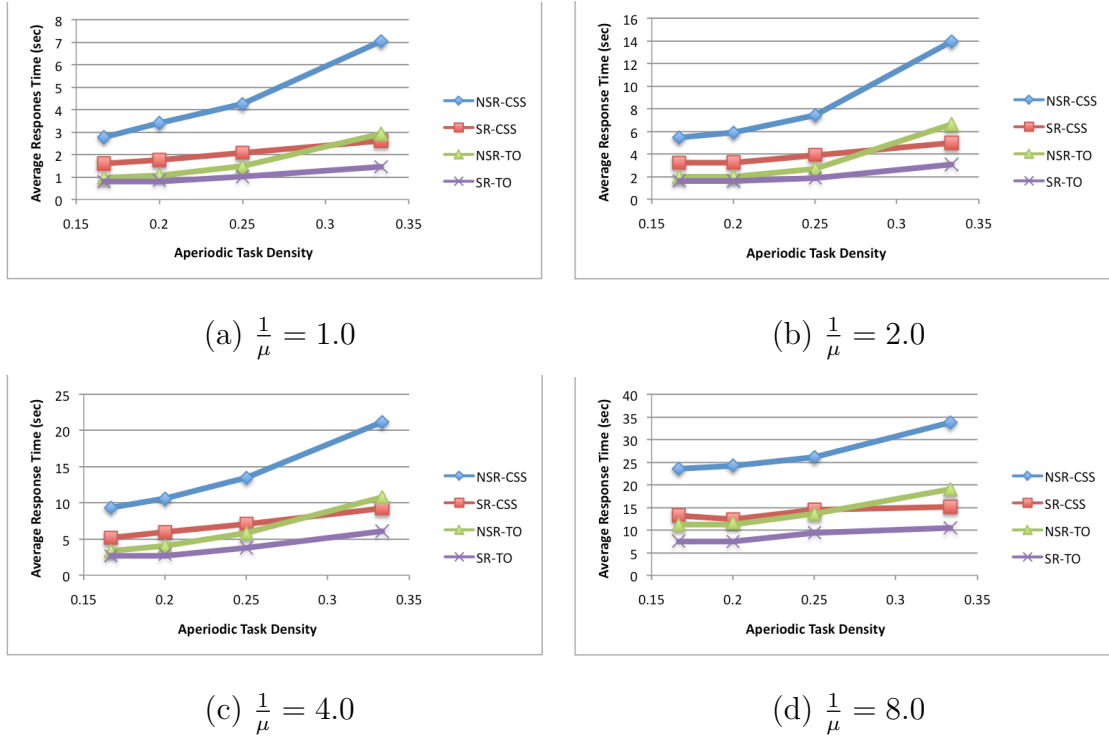 Average Respones Time (sec)
8
7
6
5
4
3
2
1
0
0.15 0.2 0.25 0.3 0.35
Aperiodic Task Density
NSR-CSS
SR-CSS
NSR-TO
SR-TO
(a) 1/μ = 1.0
Average Response Time (sec)
16
14
12
10
8
6
4
2
0
0.15 0.2 0.25 0.3 0.35
Aperiodic Task Density
NSR-CSS
SR-CSS
NSR-TO
SR-TO
(b) 1/μ = 2.0
Average Response Time (sec)
25
20
15
10
5
0
0.15 0.2 0.25 0.3 0.35
Aperiodic Task Density
NSR-CSS
SR-CSS
NSR-TO
SR-TO
(c) 1/μ = 4.0
Average Response Time (sec)
40
35
30
25
20
15
10
5
0
0.15 0.2 0.25 0.3 0.35
Aperiodic Task Density
NSR-CSS
SR-CSS
NSR-TO
SR-TO
(d) 1/μ = 8.0